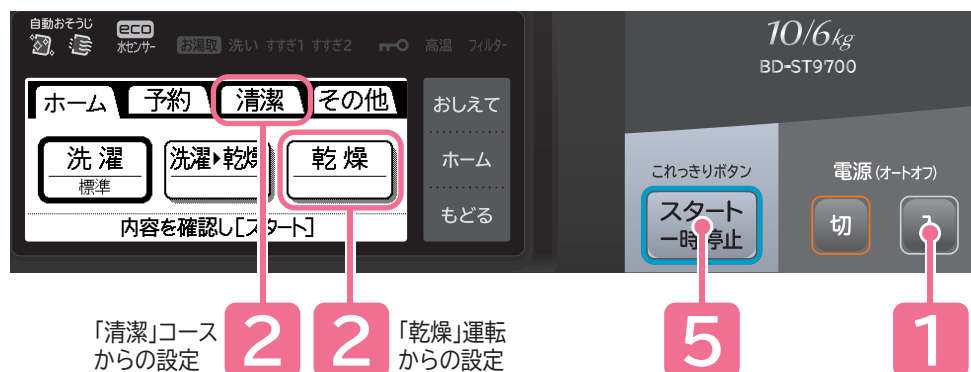 自動おそうじ
eco
水センサー
お湯取 洗い すすぎ1 すすぎ2 高温 フィルター
ホーム 予約 清潔 その他
洗濯
標準
洗濯▶乾燥
乾燥
内容を確認し[スタート]
おしえて
ホーム
もどる
10/6kg
BD-ST9700
これっきりボタン
スタート
一時停止
電源(オートオフ)
切
入
「清潔」コース
からの設定
2
2
「乾燥」運転
からの設定
5
1